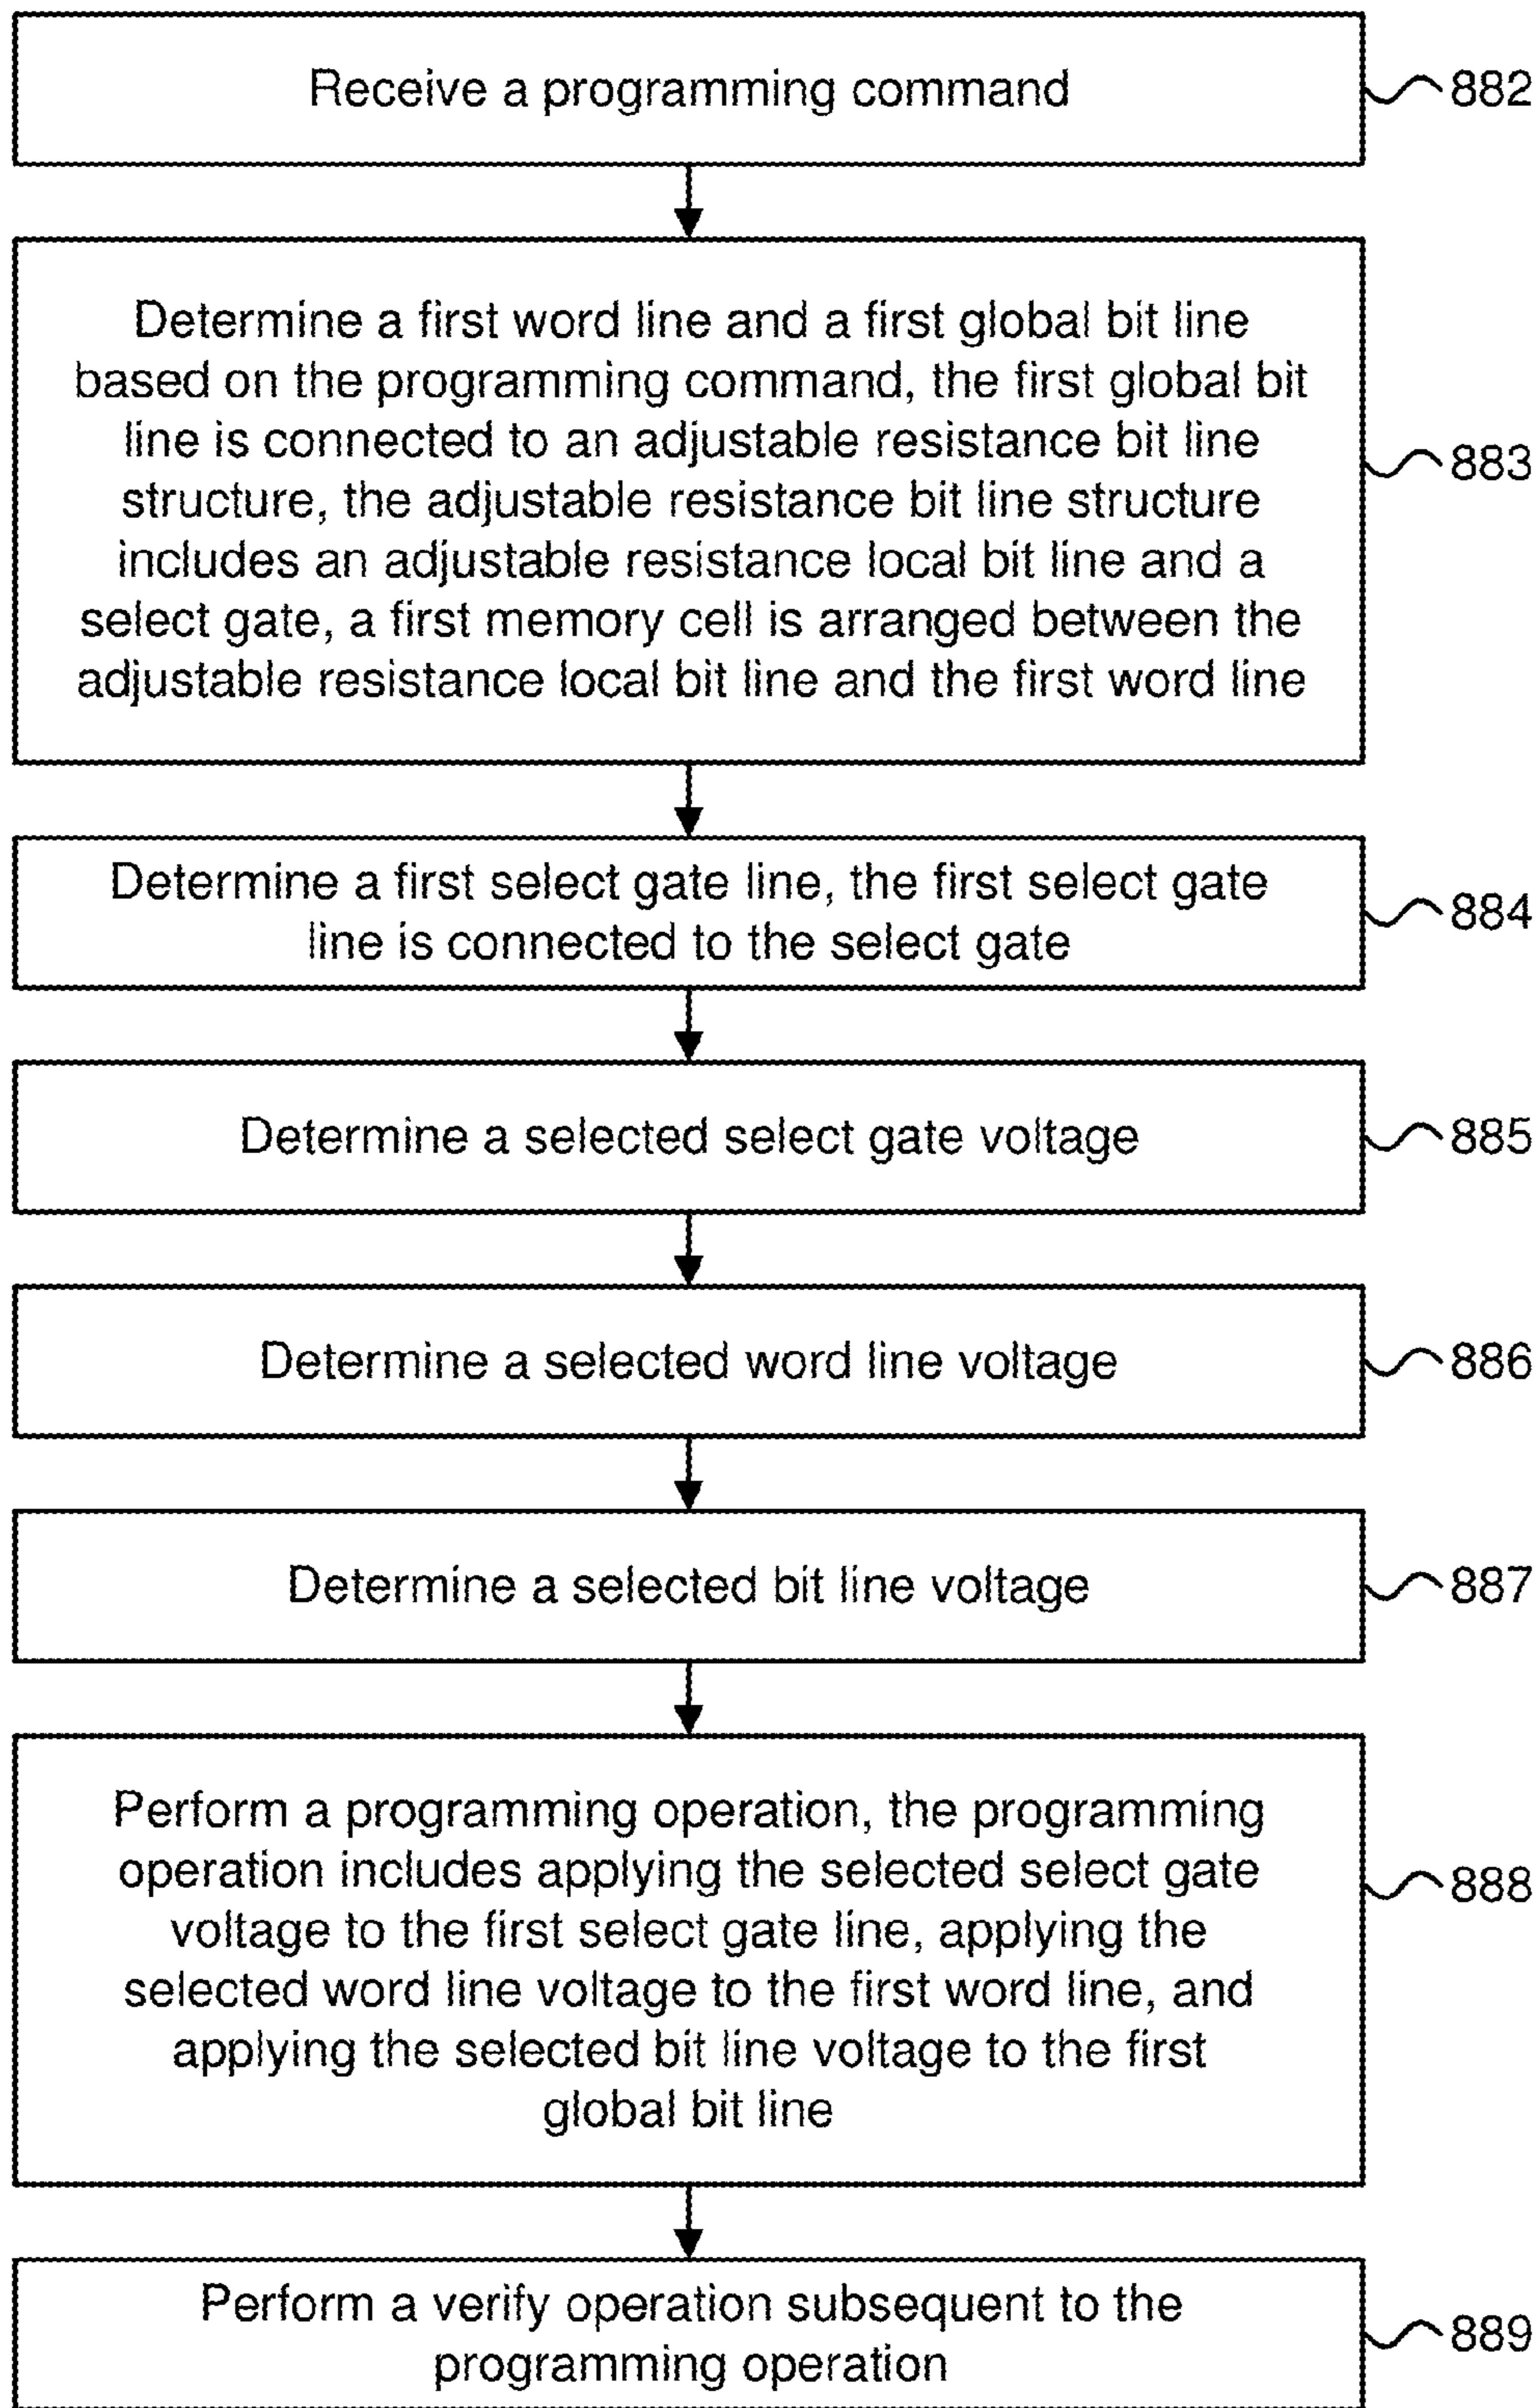 Receive a programming command
882
Determine a first word line and a first global bit line
based on the programming command, the first global bit
line is connected to an adjustable resistance bit line
structure, the adjustable resistance bit line structure
includes an adjustable resistance local bit line and a
select gate, a first memory cell is arranged between the
adjustable resistance local bit line and the first word line
883
Determine a first select gate line, the first select gate
line is connected to the select gate
884
Determine a selected select gate voltage
885
Determine a selected word line voltage
886
Determine a selected bit line voltage
887
Perform a programming operation, the programming
operation includes applying the selected select gate
voltage to the first select gate line, applying the
selected word line voltage to the first word line, and
applying the selected bit line voltage to the first
global bit line
888
Perform a verify operation subsequent to the
programming operation
889